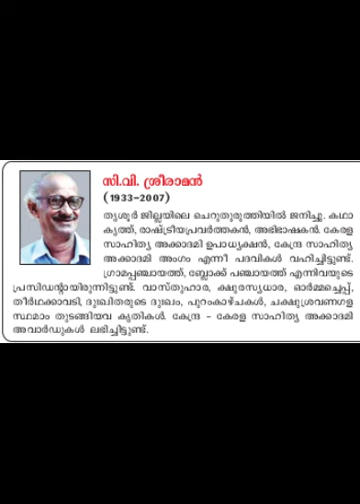 സി.വി. ശ്രീരാമൻ
(1933-2007)
തൃശൂർ ജില്ലയിലെ ചെറുതുരുത്തിയിൽ ജനിച്ചു. കഥാ
കൃത്ത്, രാഷ്ട്രീയപ്രവർത്തകൻ, അഭിഭാഷകൻ. കേരള
സാഹിത്യ അക്കാദമി ഉപാധ്യക്ഷൻ, കേന്ദ്ര സാഹിത്യ
അക്കാദമി അംഗം എന്നീ പദവികൾ വഹിച്ചിട്ടുണ്ട്.
ഗ്രാമപ്പഞ്ചായത്ത്, ബ്ലോക്ക് പഞ്ചായത്ത് എന്നിവയുടെ
പ്രസിഡന്റായിരുന്നിട്ടുണ്ട്. വാസ്തുഹാര, ക്ഷുരസ്യധാര, ഓർമ്മച്ചെപ്പ്,
തീർഥക്കാവടി, ദുഃഖിതരുടെ ദുഃഖം, പുറംകാഴ്ചകൾ, ചക്ഷുശ്രവണഗള
സ്ഥമാം തുടങ്ങിയവ കൃതികൾ. കേന്ദ്ര - കേരള സാഹിത്യ അക്കാദമി
അവാർഡുകൾ ലഭിച്ചിട്ടുണ്ട്.